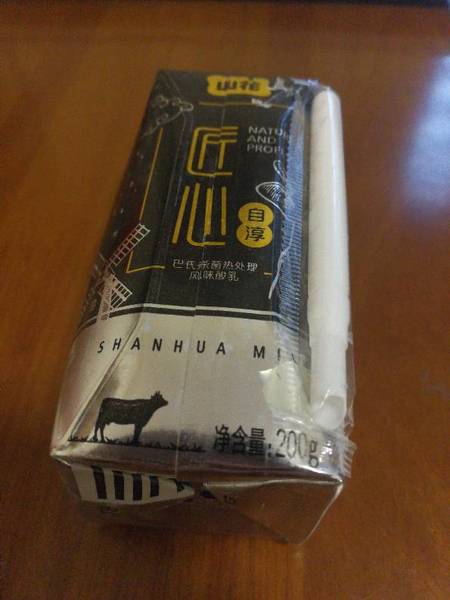 山花
匠心
NATU
AND
PROP
自淳
巴氏杀菌热处理
风味酸乳
SHANHUA MI
净含量:200g